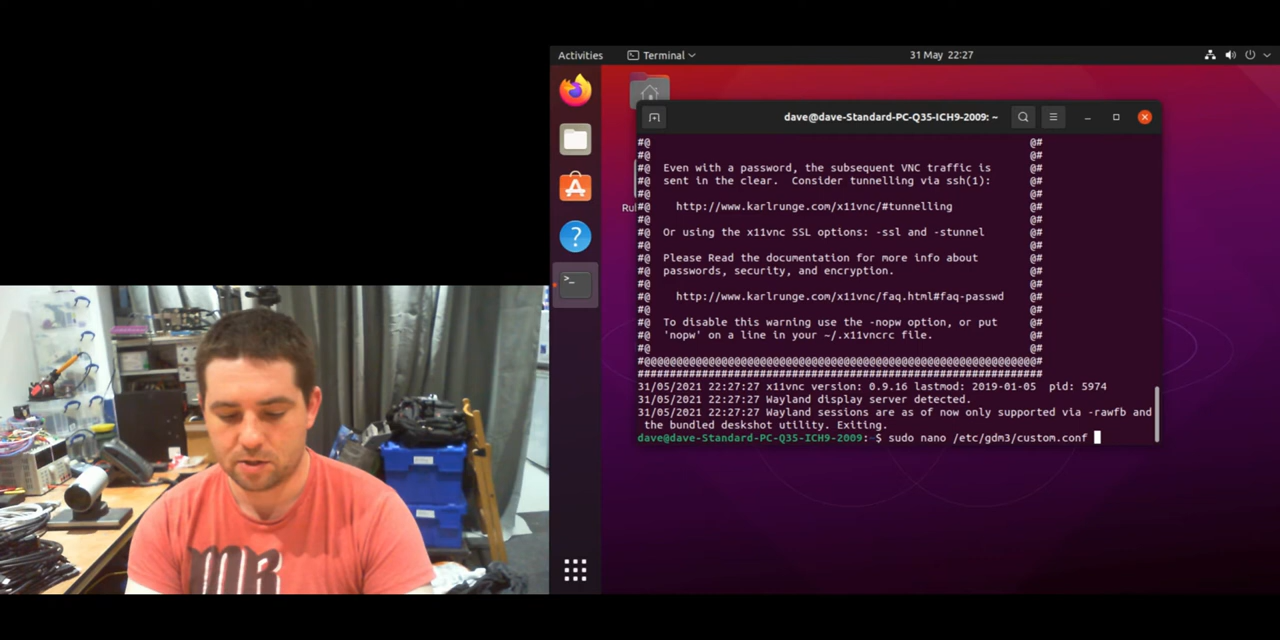 Activities
Terminal
31 May 22:27
dave@dave-Standard-PC-Q35-ICH9-2009: ~
#@ @#
#@ @#
#@ Even with a password, the subsequent VNC traffic is @#
#@ sent in the clear. Consider tunnelling via ssh(1): @#
#@ @#
#@ http://www.karlrunge.com/x11vnc/#tunnelling @#
#@ @#
#@ Or using the x11vnc SSL options: -ssl and -stunnel @#
#@ @#
#@ Please Read the documentation for more info about @#
#@ passwords, security, and encryption. @#
#@ @#
#@ http://www.karlrunge.com/x11vnc/faq.html#faq-passwd @#
#@ @#
#@ To disable this warning use the -nopw option, or put @#
#@ 'nopw' on a line in your ~/.x11vncrc file. @#
#@ @#
#@@@@@@@@@@@@@@@@@@@@@@@@@@@@@@@@@@@@@@@@@@@@@@@@@@@@@@@@@@@@@#
###############################################################
31/05/2021 22:27:27 x11vnc version: 0.9.16 lastmod: 2019-01-05 pid: 5974
31/05/2021 22:27:27 Wayland display server detected.
31/05/2021 22:27:27 Wayland sessions are as of now only supported via -rawfb and
the bundled deskshot utility. Exiting.
dave@dave-Standard-PC-Q35-ICH9-2009:~$ sudo nano /etc/gdm3/custom.conf